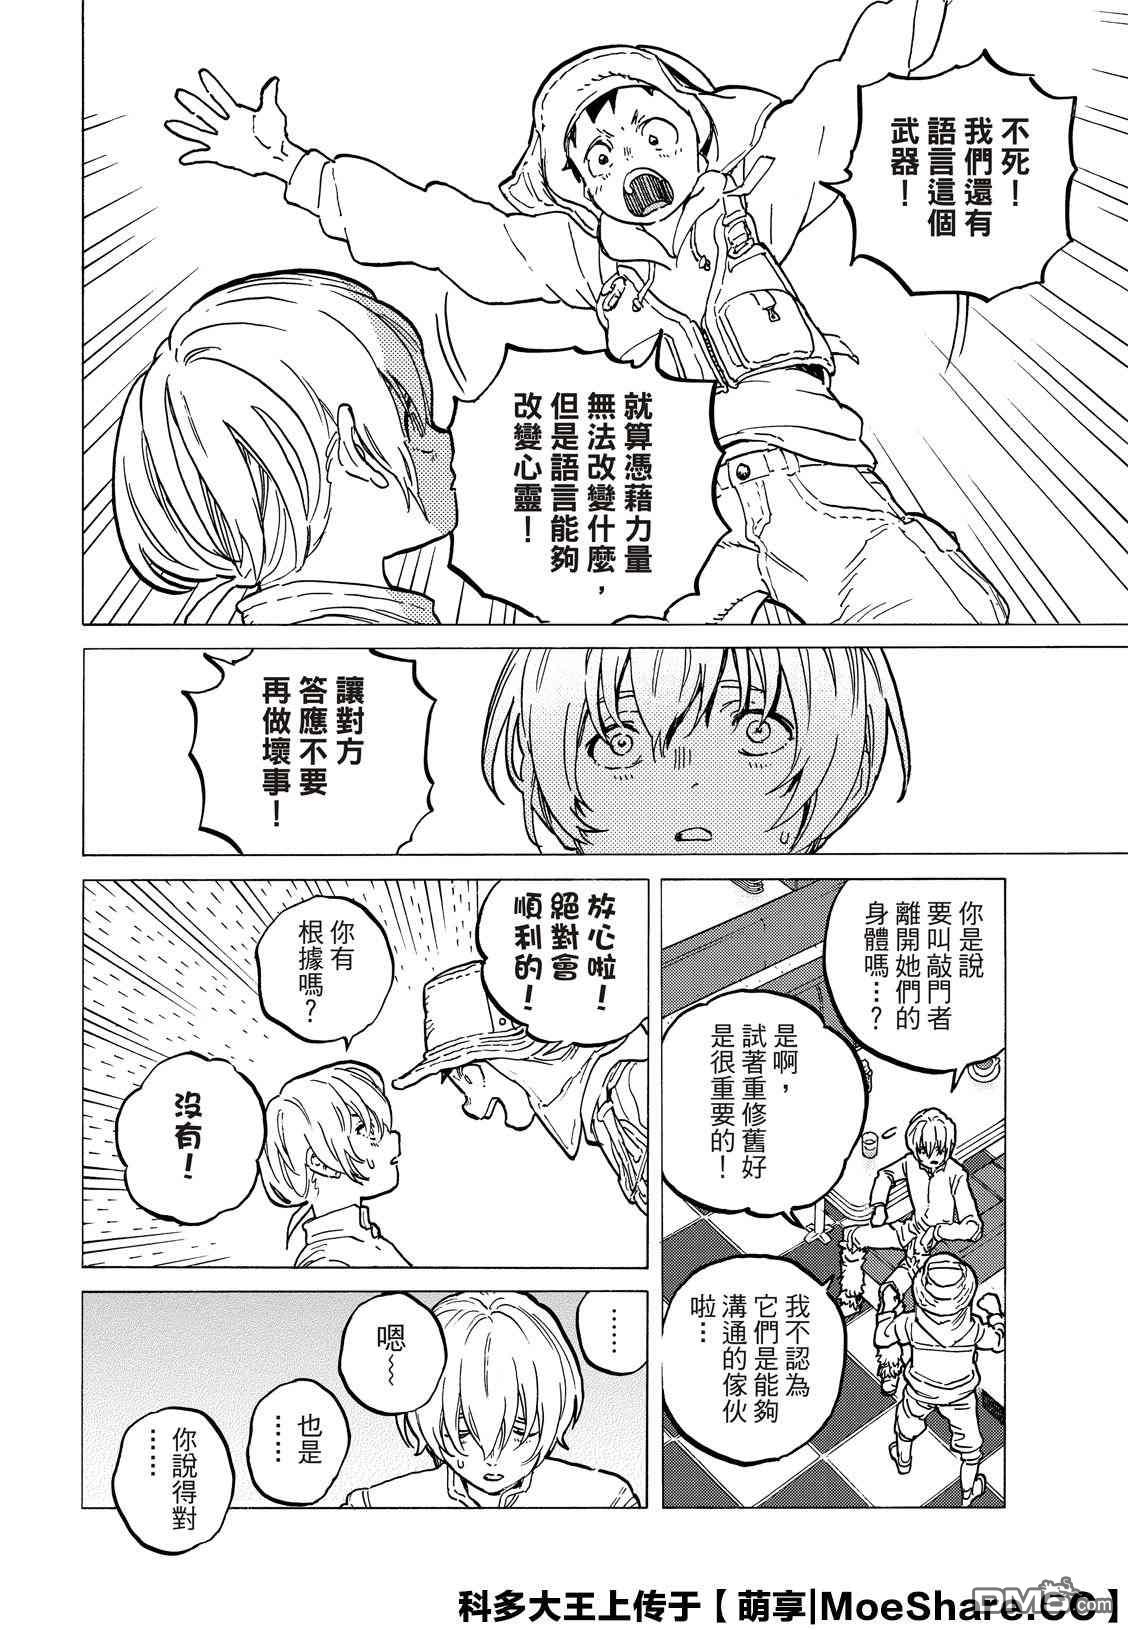 不死！
我們還有
語言這個
武器！
就算憑藉力量
無法改變什麼，
但是語言能夠
改變心靈！
讓對方
答應不要
再做壞事！
你是說
要叫敲門者
離開她們的
身體嗎…？
是啊，
試著重修舊好
是很重要的！
我不認為
它們是能夠
溝通的傢伙
啦…
放心啦！
絕對會
順利的！
你有
根據嗎？
沒有！
……
嗯~
也是
……
你說得對
……
科多大王上传于【萌享|MoeShare.CC】
DM5.com